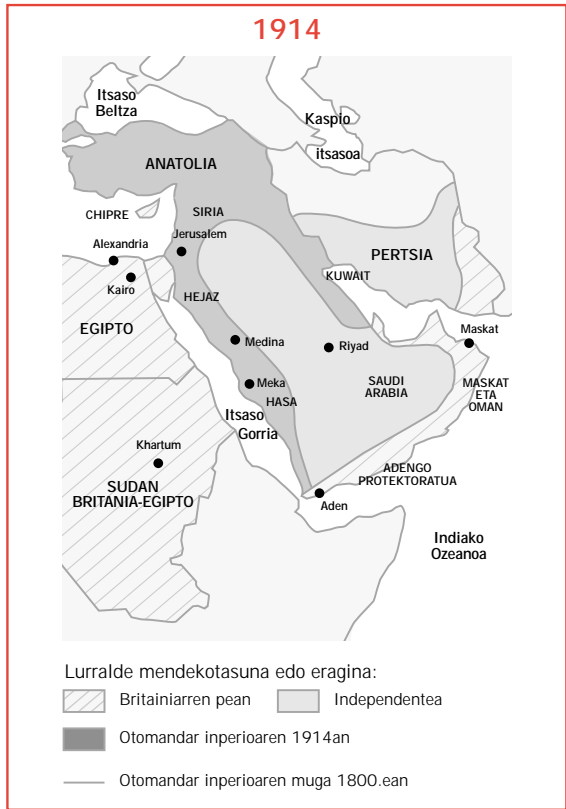 1914
Itsaso
Beltza
Kaspio
itsasoa
ANATOLIA
CHIPRE
SIRIA
Alexandria
Jerusalem
PERTSIA
KUWAIT
Kairo
HEJAZ
EGIPTO
Maskat
Medina
Riyad
Meka
SAUDI
ARABIA
MASKAT
ETA
OMAN
HASA
Itsaso
Gorria
Khartum
ADENGO
PROTEKTORATUA
SUDAN
BRITANIA-EGIPTO
Aden
Indiako
Ozeanoa
Lurralde mendekotasuna edo eragina:
Britainiarren pean
Independentea
Otomandar inperioaren 1914an
Otomandar inperioaren muga 1800.ean